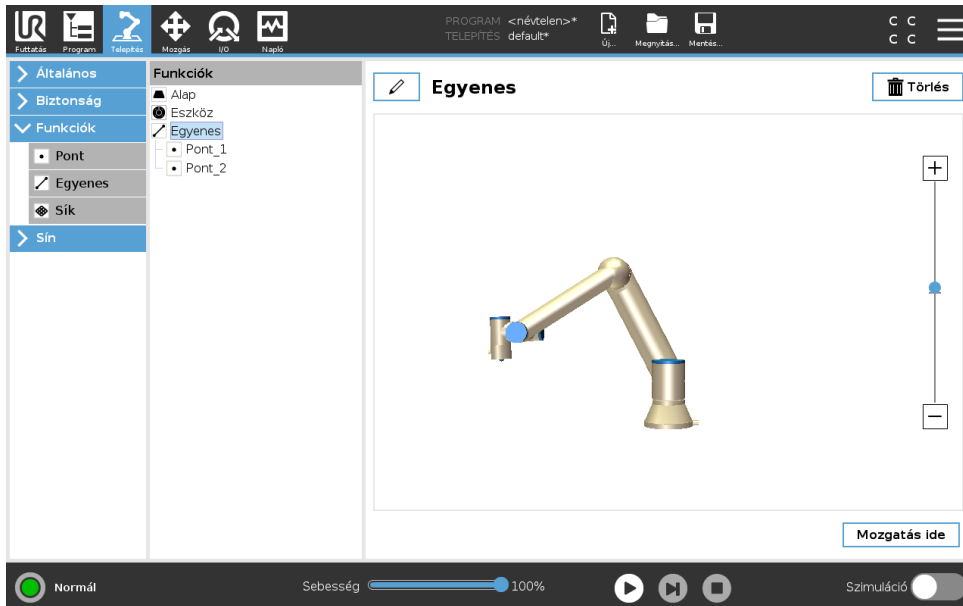 PROGRAM <névtelen>*
TELEPÍTÉS default*
Futtatás Program Telepítés Mozgás I/O Napló Új... Megnyitás... Mentés...
C C
C C
Általános
Biztonság
Funkciók
Pont
Egyenes
Sík
Sín
Funkciók
Alap
Eszköz
Egyenes
Pont_1
Pont_2
Egyenes
Törlés
Mozgatás ide
Normál
Sebesség 100%
Szimuláció